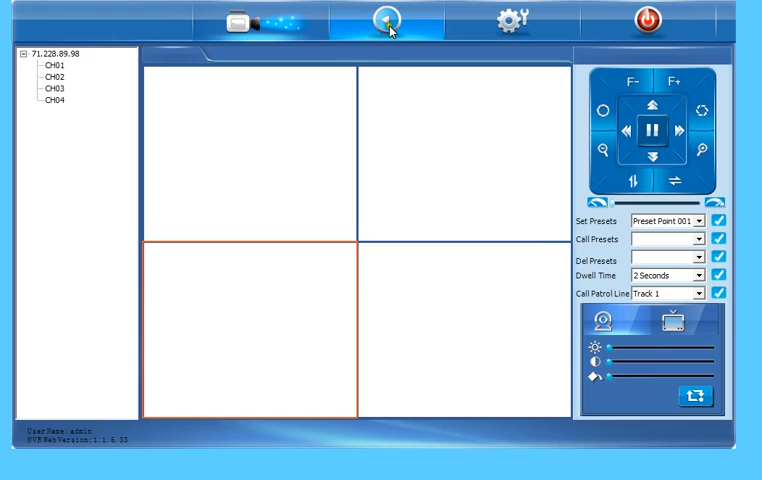 71.228.89.98
CH01
CH02
CH03
CH04
F- F+
Set Presets Preset Point 001
Call Presets
Del Presets
Dwell Time 2 Seconds
Call Patrol Line Track 1
User Name: admin
NVR Web Version: 1.1.6.33